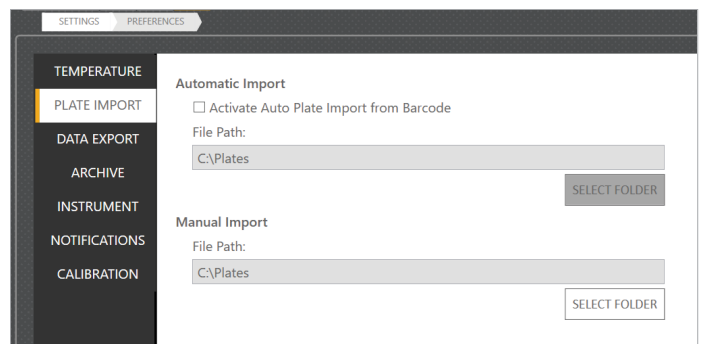 SETTINGS PREFERENCES
TEMPERATURE
PLATE IMPORT
DATA EXPORT
ARCHIVE
INSTRUMENT
NOTIFICATIONS
CALIBRATION
Automatic Import
Activate Auto Plate Import from Barcode
File Path:
C:\Plates
SELECT FOLDER
Manual Import
File Path:
C:\Plates
SELECT FOLDER